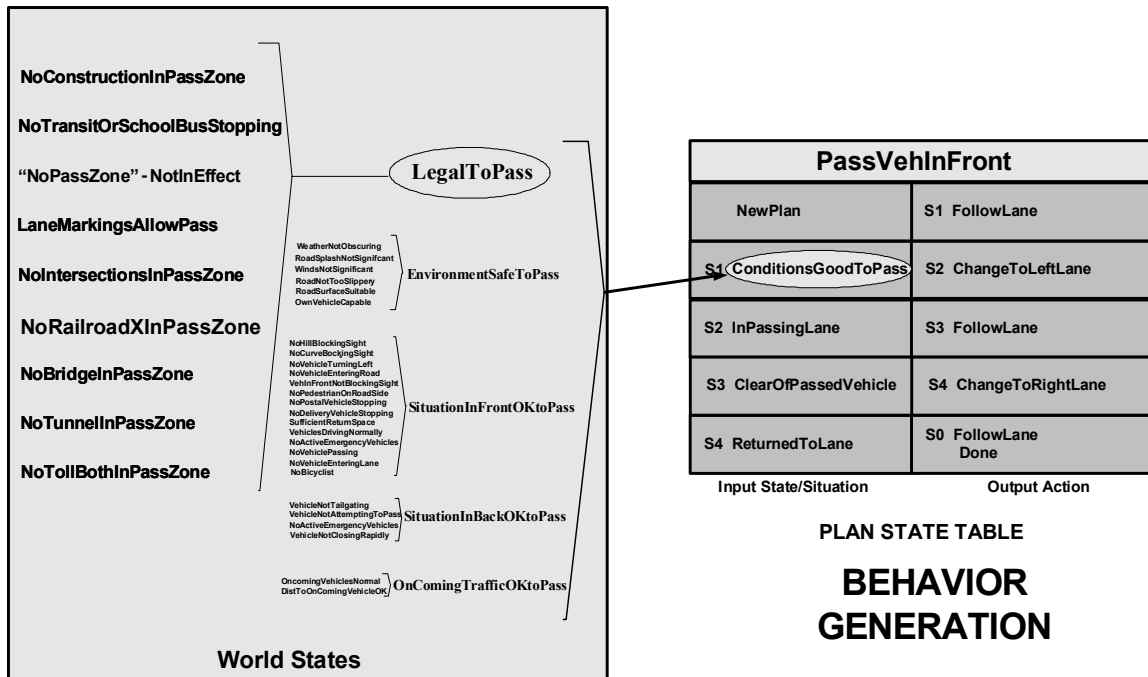 NoConstructionInPassZone
NoTransitOrSchoolBusStopping
“NoPassZone” - NotInEffect
LaneMarkingsAllowPass
NoIntersectionsInPassZone
NoRailroadXInPassZone
NoBridgeInPassZone
NoTunnelInPassZone
NoTollBothInPassZone
LegalToPass
WeatherNotObscuring
RoadSplashNotSignifcant
WindsNotSignificant
RoadNotTooSlippery
RoadSurfaceSuitable
OwnVehicleCapable
EnvironmentSafeToPass
NoHillBlockingSight
NoCurveBockingSight
NoVehicleTurningLeft
NoVehicleEnteringRoad
VehInFrontNotBlockingSight
NoPedestrianOnRoadSide
NoPostalVehicleStopping
NoDeliveryVehicleStopping
SufficientReturnSpace
VehiclesDrivingNormally
NoActiveEmergencyVehicles
NoVehiclePassing
NoVehicleEnteringLane
NoBicyclist
SituationInFrontOKtoPass
VehicleNotTailgating
VehicleNotAttemptingToPass
NoActiveEmergencyVehicles
VehicleNotClosingRapidly
SituationInBackOKtoPass
OncomingVehiclesNormal
DistToOnComingVehicleOK
OnComingTrafficOKtoPass
World States
PassVehInFront
NewPlan
S1 FollowLane
S1 ConditionsGoodToPass
S2 ChangeToLeftLane
S2 InPassingLane
S3 FollowLane
S3 ClearOfPassedVehicle
S4 ChangeToRightLane
S4 ReturnedToLane
S0 FollowLane
Done
Input State/Situation
Output Action
PLAN STATE TABLE
BEHAVIOR
GENERATION